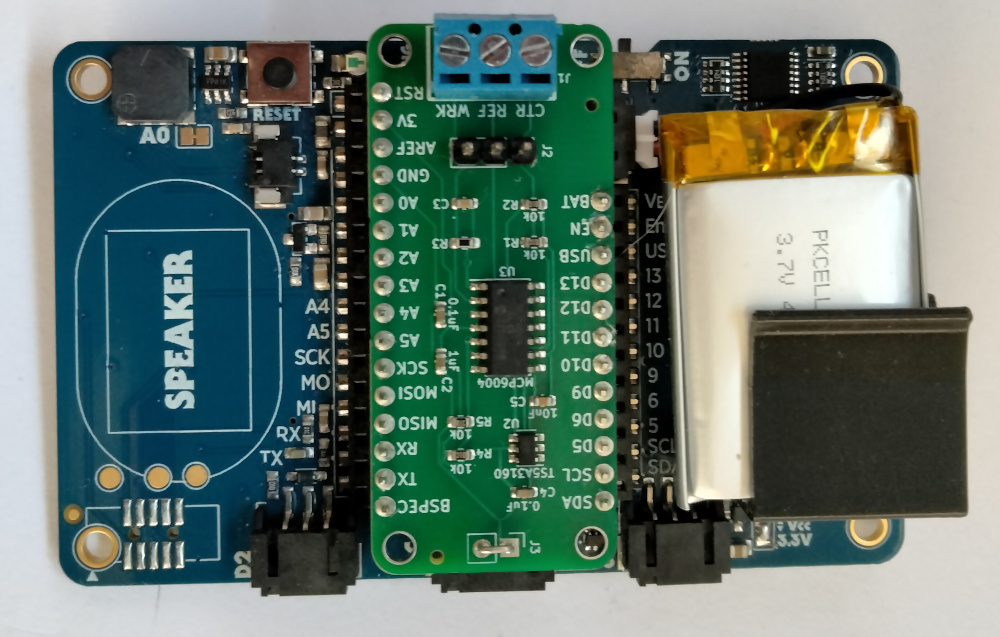 A0
RESET
SPEAKER
A4
A5
SCK
MO
MI
RX
TX
D2
J1
CTR REF WRK
J2
RST
3V
AREF
GND
A0
A1
A2
A3
A4
A5
SCK
MOSI
MISO
RX
TX
BSPEC
C3
R3
R2
10k
R1
10k
U3
C1
0.1uF
1uF
C2
MCP6004
C5
10nF
R5
10k
R4
10k
U2
TS5A3160
C4
0.1uF
J3
BAT
EN
USB
D13
D12
D11
D10
D9
D6
D5
SCL
SDA
ON
En
US
13
12
11
10
9
6
5
SCL
SDA
PKCELL
3.7V 4
Vcc
3.3V